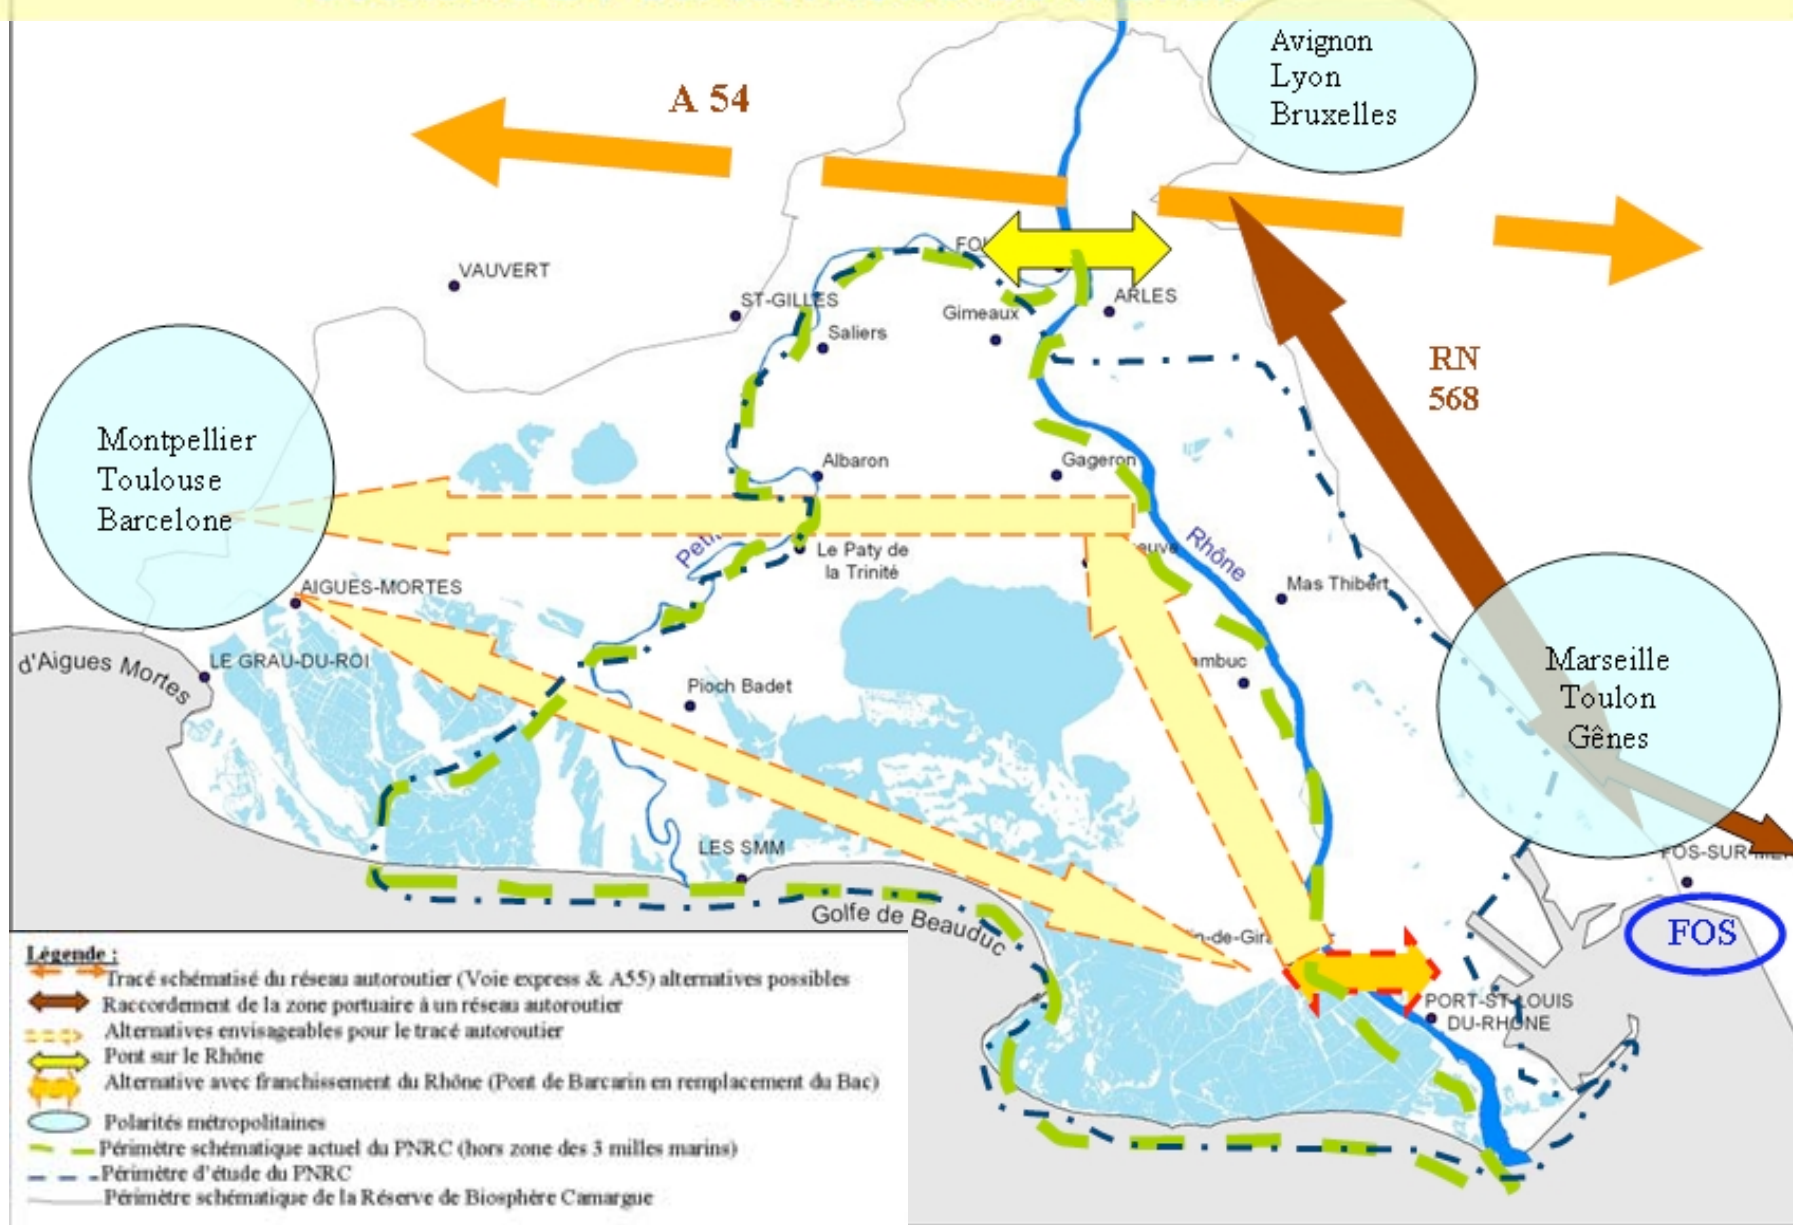 Avignon
Lyon
Bruxelles
A 54
VAUVERT
ST-GILLES
Saliers
Gimeaux
ARLES
RN
568
Montpellier
Toulouse
Barcelone
Albaron
Gageron
Le Paty de
la Trinité
Rhône
Mas Thibert
AIGUES-MORTES
d'Aigues Mortes
LE GRAU-DU-ROI
Pioch Badet
Marseille
Toulon
Gênes
LES SMM
Golfe de Beauduc
FOS
PORT-ST-LOUIS
DU-RHONE
Légende :
Tracé schématisé du réseau autoroutier (Voie express & A55) alternatives possibles
Raccordement de la zone portuaire à un réseau autoroutier
Alternatives envisageables pour le tracé autoroutier
Pont sur le Rhône
Alternative avec franchissement du Rhône (Pont de Barcarin en remplacement du Bac)
Polarités métropolitaines
Périmètre schématique actuel du PNRC (hors zone des 3 milles marins)
Périmètre d'étude du PNRC
Périmètre schématique de la Réserve de Biosphère Camargue